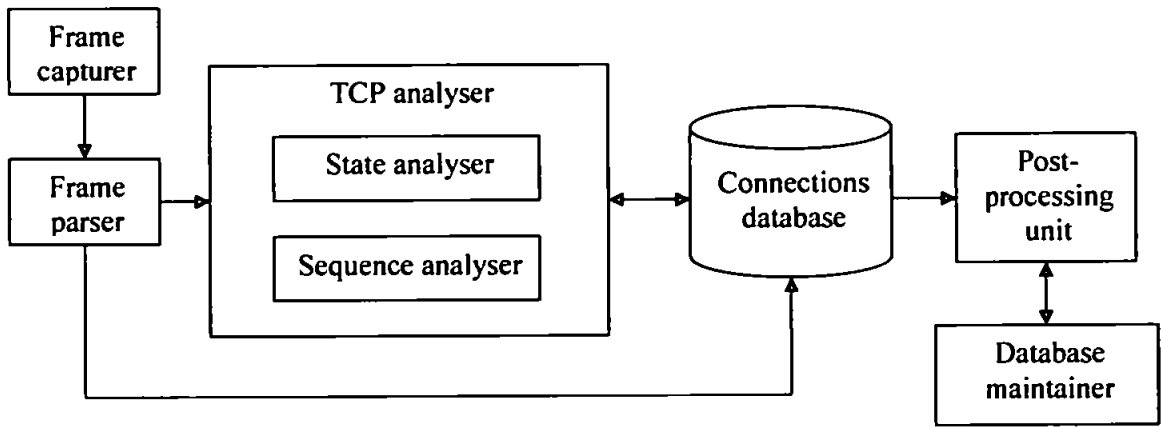 Frame
capturer
Frame
parser
TCP analyser
State analyser
Sequence analyser
Connections
database
Post-
processing
unit
Database
maintainer